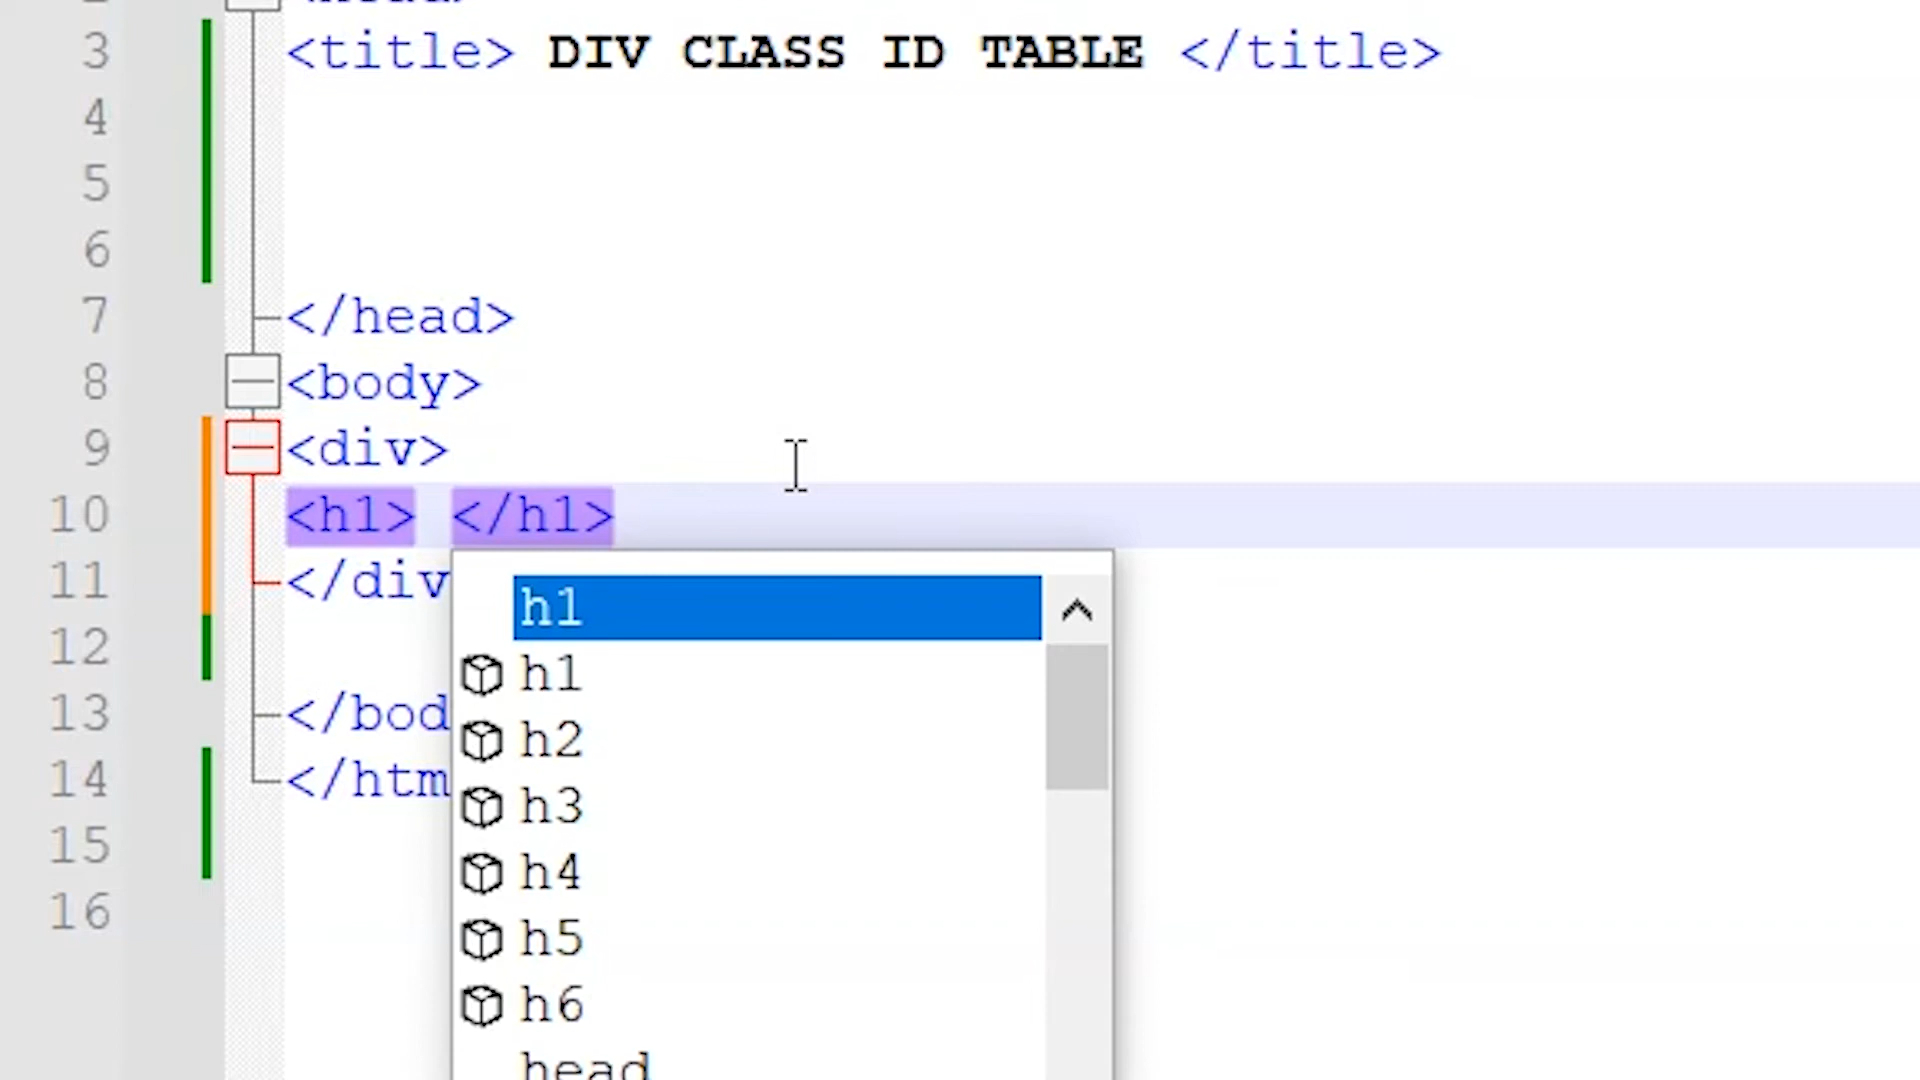 3 <title> DIV CLASS ID TABLE </title>
4
5
6
7 </head>
8 <body>
9 <div>
10 <h1> </h1>
11 </div
12
13 </bod
14 </htm
15
16
h1
h1
h2
h3
h4
h5
h6
head